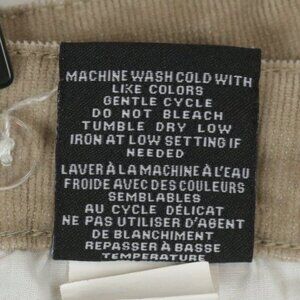 MACHINE WASH COLD WITH
LIKE COLORS
GENTLE CYCLE
DO NOT BLEACH
TUMBLE DRY LOW
IRON AT LOW SETTING IF
NEEDED
LAVER À LA MACHINE À L'EAU
FROIDE AVEC DES COULEURS
SEMBLABLES
AU CYCLE DÉLICAT
NE PAS UTILISER D'AGENT
DE BLANCHIMENT
REPASSER À BASSE
TEMPERATURE